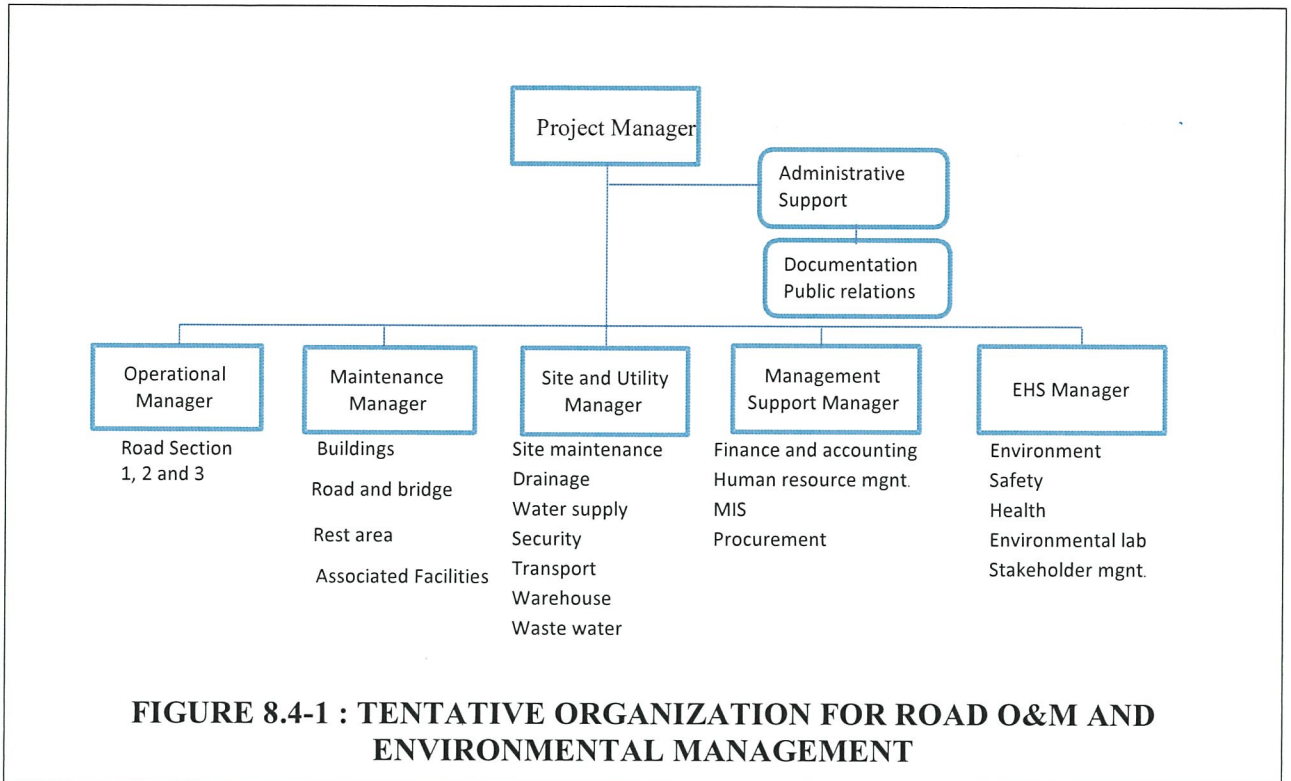 Project Manager
Administrative
Support
Documentation
Public relations
Operational
Manager
Road Section
1, 2 and 3
Maintenance
Manager
Buildings
Road and bridge
Rest area
Associated Facilities
Site and Utility
Manager
Site maintenance
Drainage
Water supply
Security
Transport
Warehouse
Waste water
Management
Support Manager
Finance and accounting
Human resource mgnt.
MIS
Procurement
EHS Manager
Environment
Safety
Health
Environmental lab
Stakeholder mgnt.
FIGURE 8.4-1 : TENTATIVE ORGANIZATION FOR ROAD O&M AND
ENVIRONMENTAL MANAGEMENT